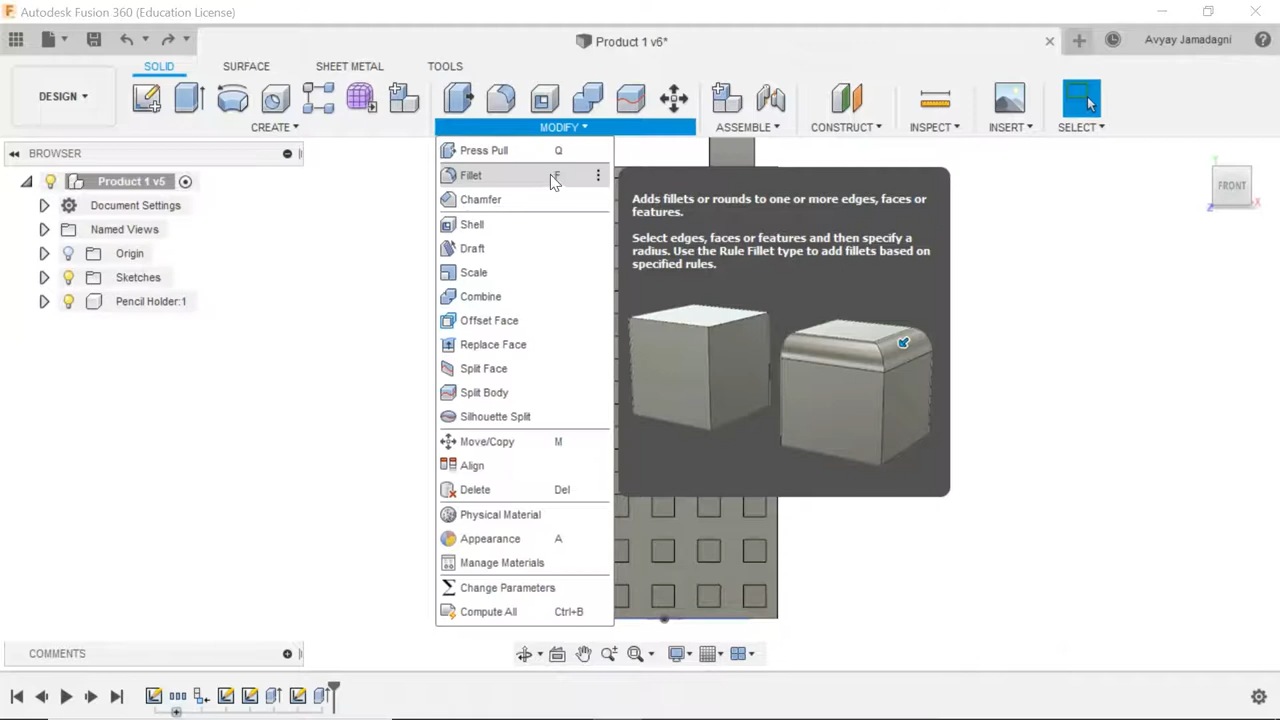 Autodesk Fusion 360 (Education License)
Product 1 v6*
Avyay Jamadagni
SOLID
SURFACE
SHEET METAL
TOOLS
DESIGN
CREATE
MODIFY
ASSEMBLE
CONSTRUCT
INSPECT
INSERT
SELECT
BROWSER
Product 1 v5
Document Settings
Named Views
Origin
Sketches
Pencil Holder:1
Press Pull Q
Fillet F
Chamfer
Shell
Draft
Scale
Combine
Offset Face
Replace Face
Split Face
Split Body
Silhouette Split
Move/Copy M
Align
Delete Del
Physical Material
Appearance A
Manage Materials
Change Parameters
Compute All Ctrl+B
Adds fillets or rounds to one or more edges, faces or
features.
Select edges, faces or features and then specify a
radius. Use the Rule Fillet type to add fillets based on
specified rules.
FRONT
Y
X
Z
COMMENTS